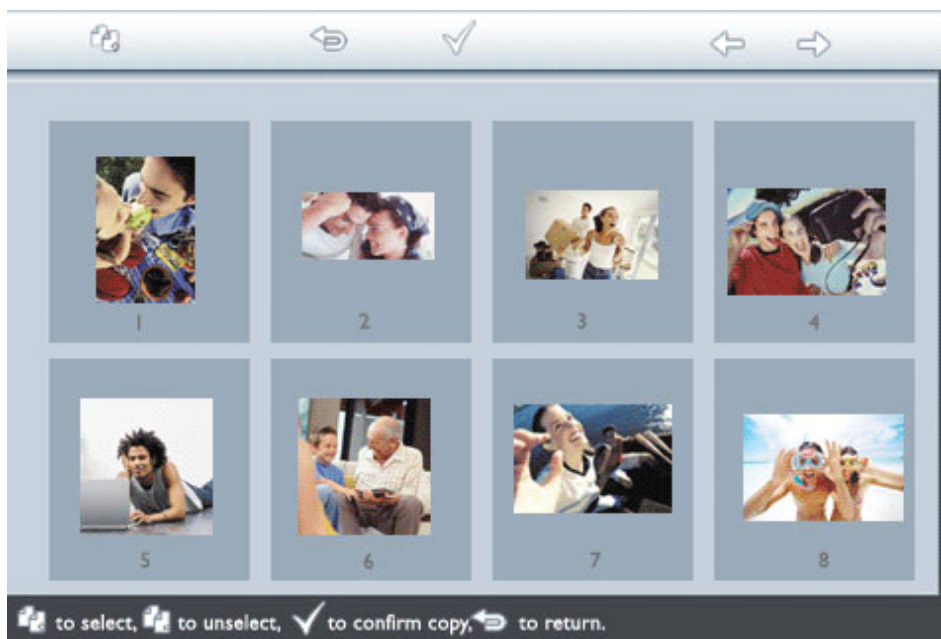 1 2 3 4
5 6 7 8
to select, to unselect, to confirm copy, to return.